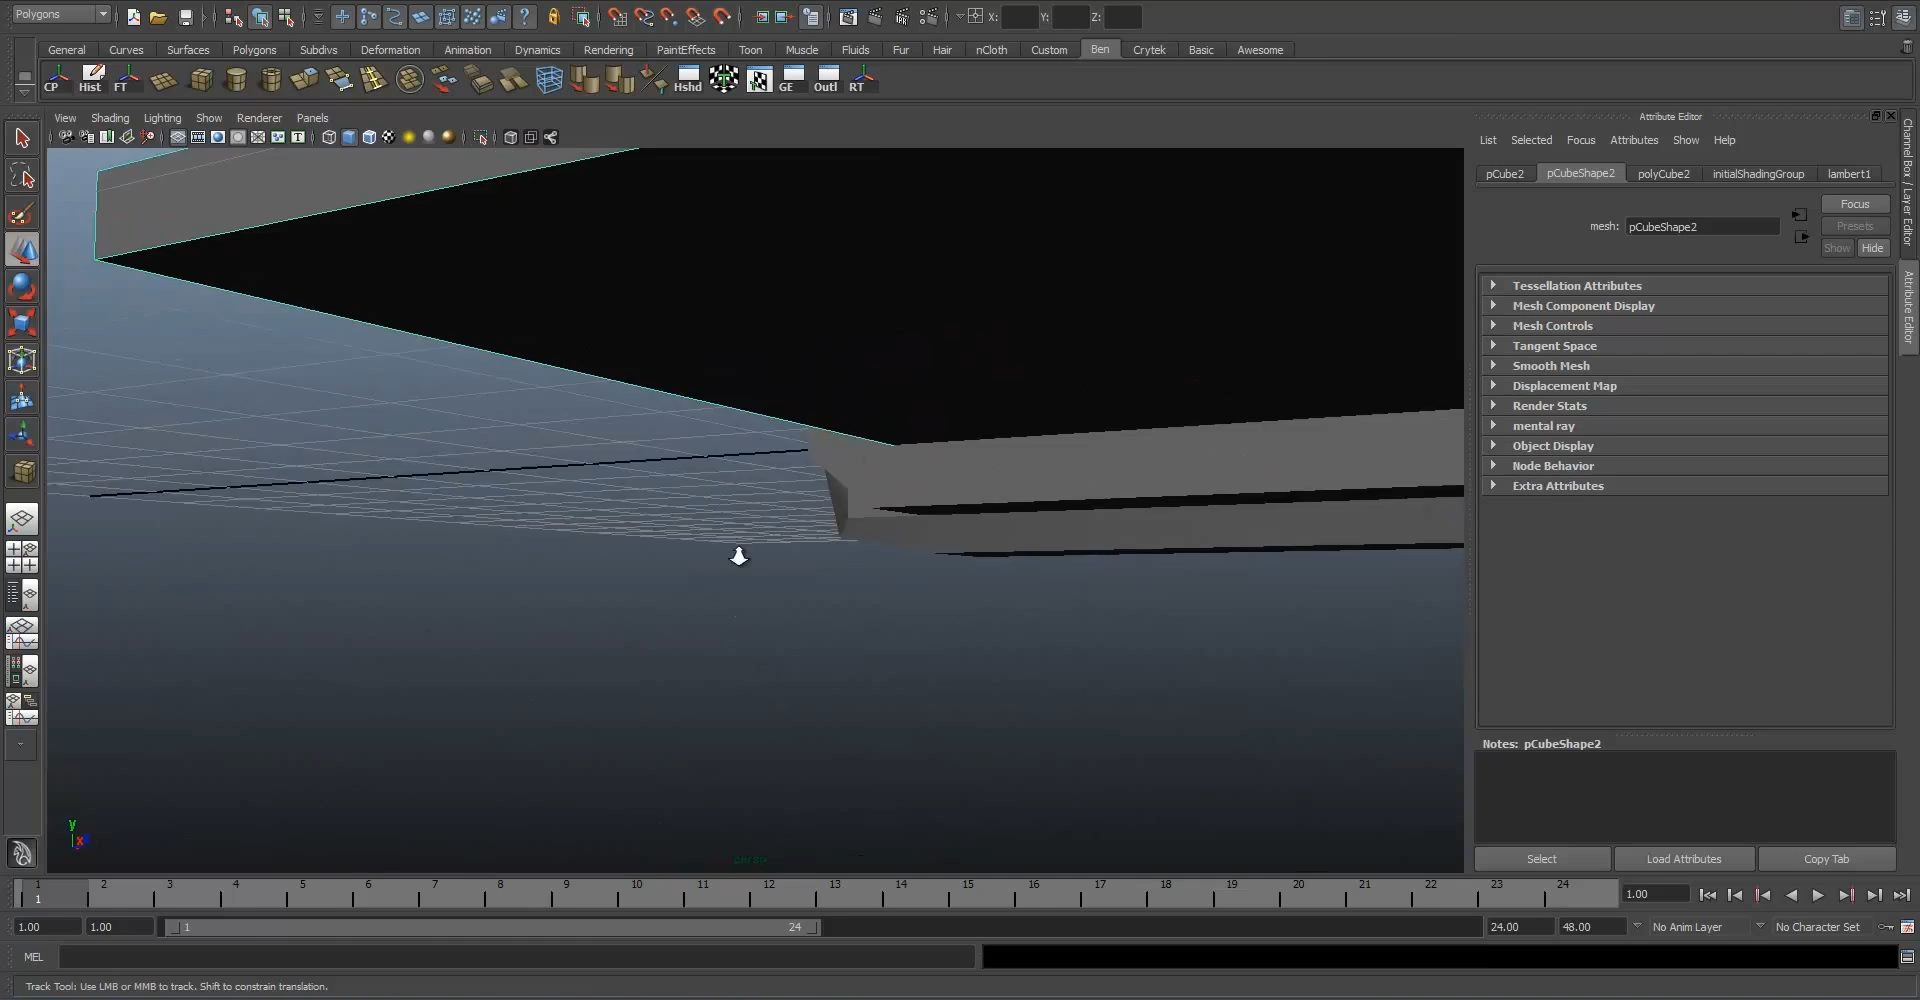 Polygons
X: Y: Z:
General Curves Surfaces Polygons Subdivs Deformation Animation Dynamics Rendering PaintEffects Toon Muscle Fluids Fur Hair nCloth Custom Ben Crytek Basic Awesome
CP Hist FT Hshd GE Outl RT
View Shading Lighting Show Renderer Panels
Attribute Editor
List Selected Focus Attributes Show Help
pCube2 pCubeShape2 polyCube2 initialShadingGroup lambert1
Focus
mesh: pCubeShape2
Presets
Show Hide
Channel Box / Layer Editor
Attribute Editor
Tessellation Attributes
Mesh Component Display
Mesh Controls
Tangent Space
Smooth Mesh
Displacement Map
Render Stats
mental ray
Object Display
Node Behavior
Extra Attributes
Notes: pCubeShape2
y
x
persp
Select Load Attributes Copy Tab
1 2 3 4 5 6 7 8 9 10 11 12 13 14 15 16 17 18 19 20 21 22 23 24
1
1.00
1.00 1.00 1 24 24.00 48.00 No Anim Layer No Character Set
MEL
Track Tool: Use LMB or MMB to track. Shift to constrain translation.